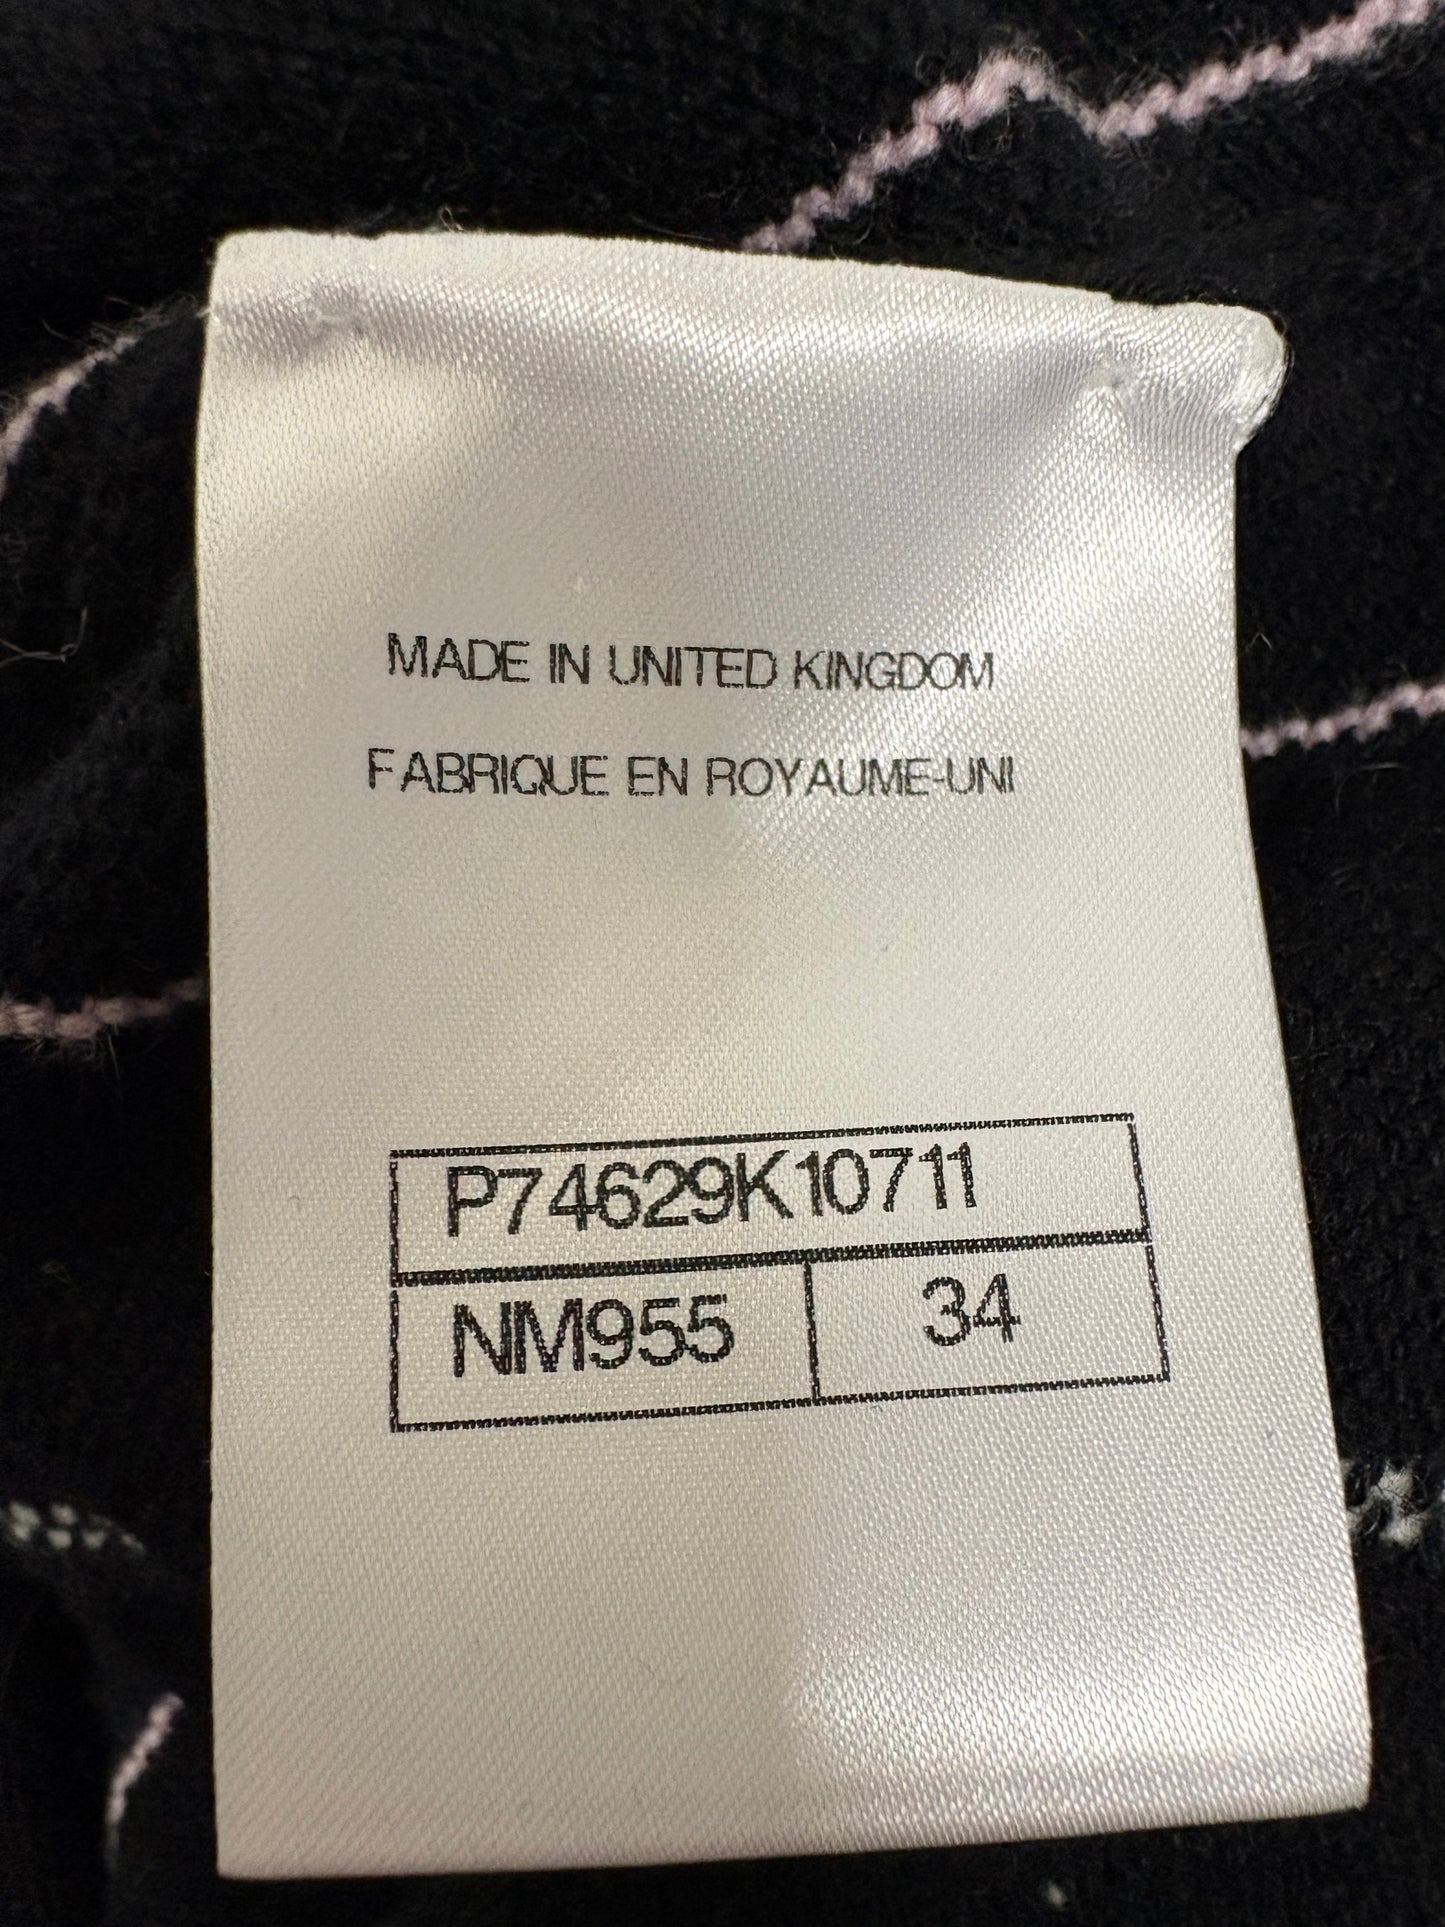 MADE IN UNITED KINGDOM
FABRIQUE EN ROYAUME-UNI
P74629K10711
NM955 34